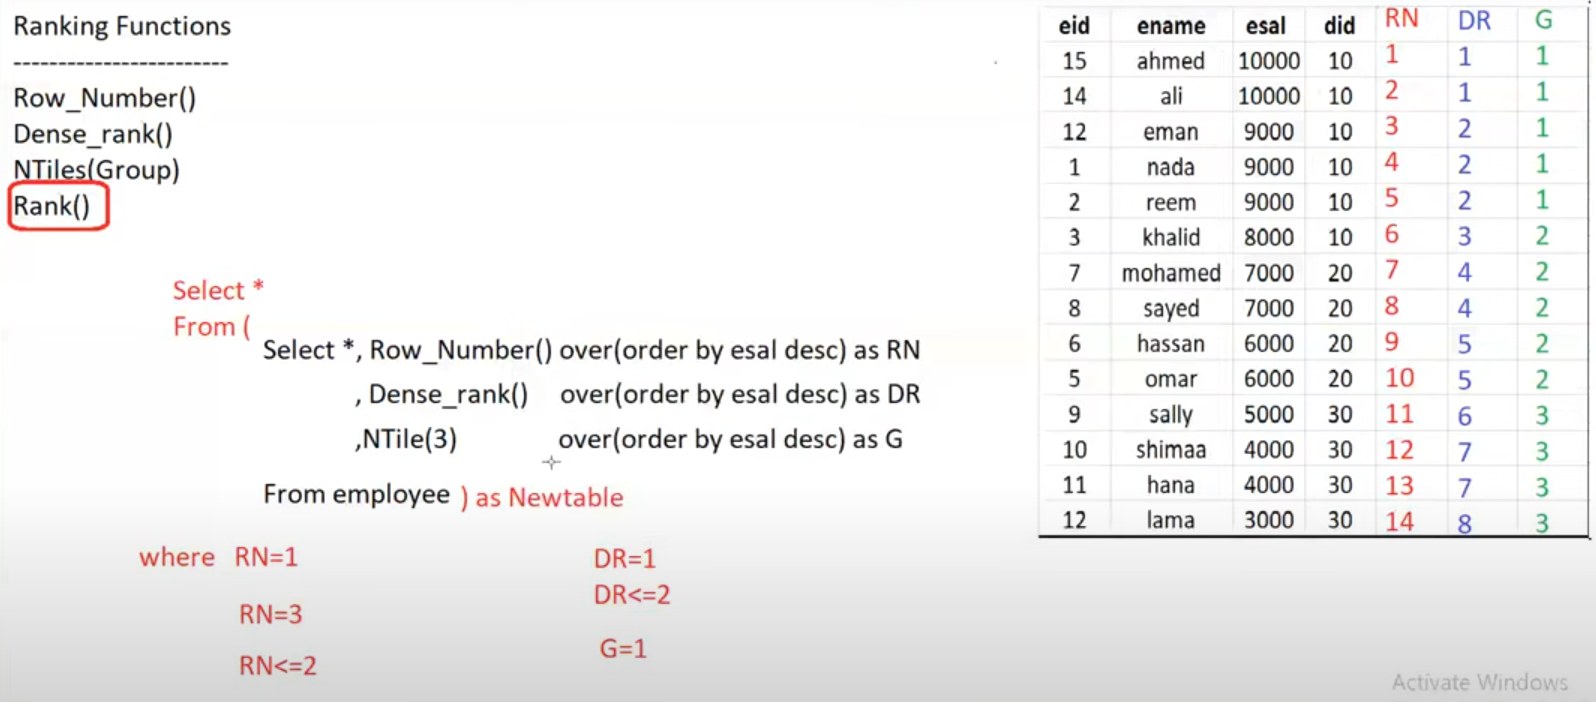 Ranking Functions
------------------------
Row_Number()
Dense_rank()
NTiles(Group)
Rank()
Select *
From (
Select *, Row_Number() over(order by esal desc) as RN
, Dense_rank() over(order by esal desc) as DR
,NTile(3) over(order by esal desc) as G
From employee ) as Newtable
where RN=1 DR=1
DR<=2
RN=3
G=1
RN<=2
eid ename esal did RN DR G
15 ahmed 10000 10 1 1 1
14 ali 10000 10 2 1 1
12 eman 9000 10 3 2 1
1 nada 9000 10 4 2 1
2 reem 9000 10 5 2 1
3 khalid 8000 10 6 3 2
7 mohamed 7000 20 7 4 2
8 sayed 7000 20 8 4 2
6 hassan 6000 20 9 5 2
5 omar 6000 20 10 5 2
9 sally 5000 30 11 6 3
10 shimaa 4000 30 12 7 3
11 hana 4000 30 13 7 3
12 lama 3000 30 14 8 3
Activate Windows